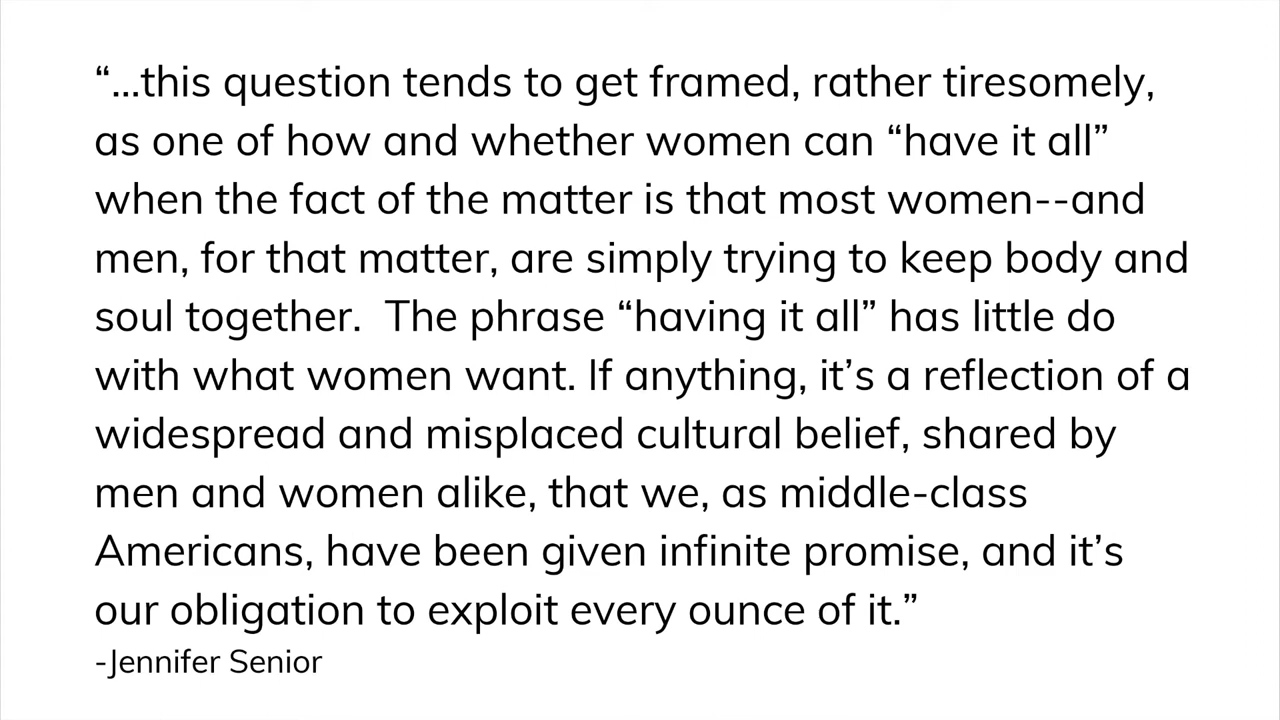 “...this question tends to get framed, rather tiresomely,
as one of how and whether women can “have it all”
when the fact of the matter is that most women--and
men, for that matter, are simply trying to keep body and
soul together.  The phrase “having it all” has little do
with what women want. If anything, it’s a reflection of a
widespread and misplaced cultural belief, shared by
men and women alike, that we, as middle-class
Americans, have been given infinite promise, and it’s
our obligation to exploit every ounce of it.”
-Jennifer Senior